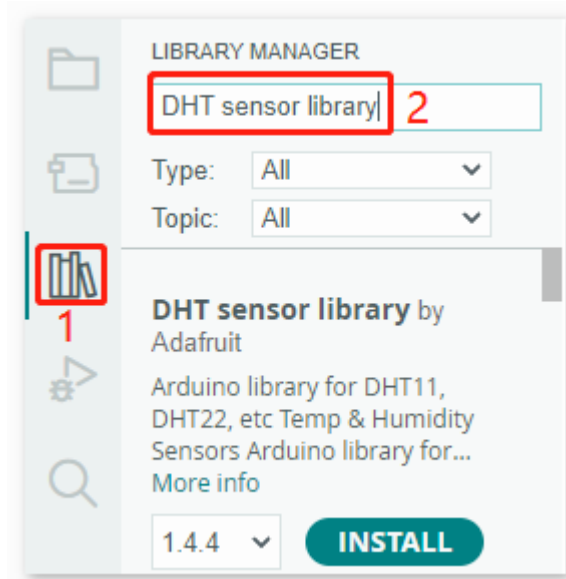 LIBRARY MANAGER
DHT sensor library 2
Type: All
Topic: All
1
DHT sensor library by
Adafruit
Arduino library for DHT11,
DHT22, etc Temp & Humidity
Sensors Arduino library for...
More info
1.4.4 INSTALL